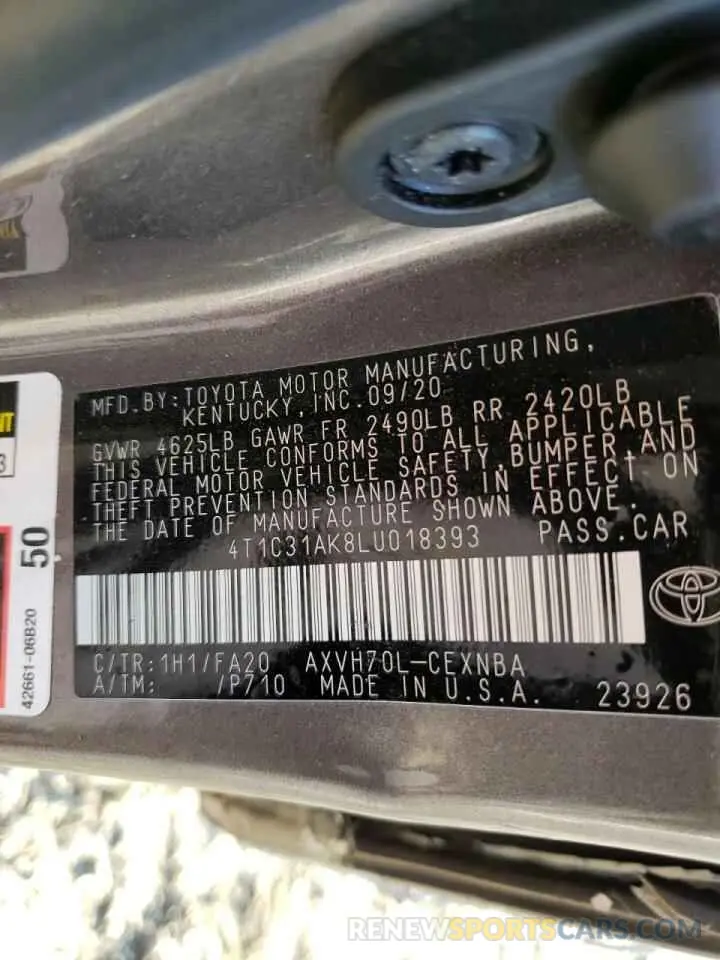 MFD.BY: TOYOTA MOTOR MANUFACTURING,
KENTUCKY, INC. 09/20
GVWR 4625LB GAWR FR 2490LB RR 2420LB
THIS VEHICLE CONFORMS TO ALL APPLICABLE
FEDERAL MOTOR VEHICLE SAFETY, BUMPER, AND
THEFT PREVENTION STANDARDS IN EFFECT ON
THE DATE OF MANUFACTURE SHOWN ABOVE.
4T1C31AK8LU018393 PASS.CAR
C/TR: 1H1/FA20 AXVH70L-CEXNBA
A/TM: /P710 MADE IN U.S.A. 23926
50
42661-06B20
RENEWSPORTSCARS.COM